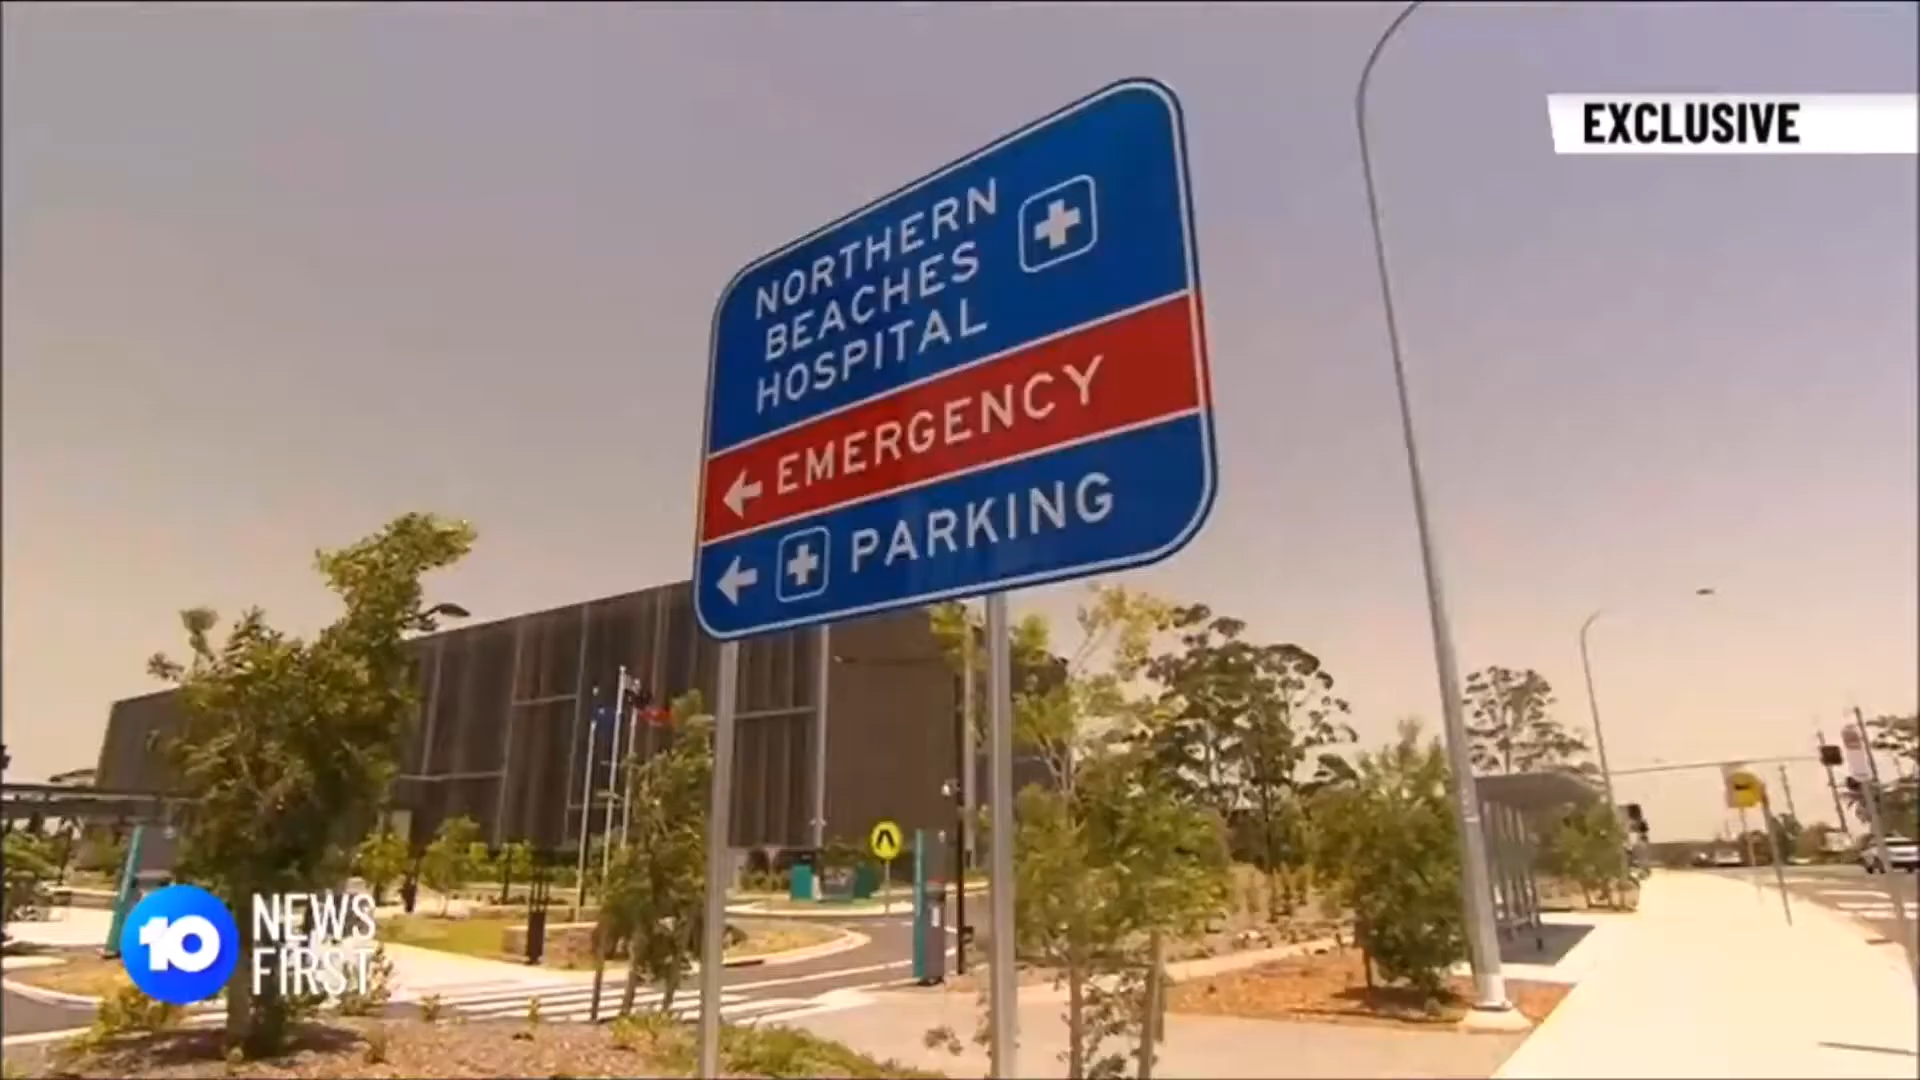 EXCLUSIVE
NORTHERN
BEACHES
HOSPITAL
EMERGENCY
PARKING
10 NEWS
FIRST